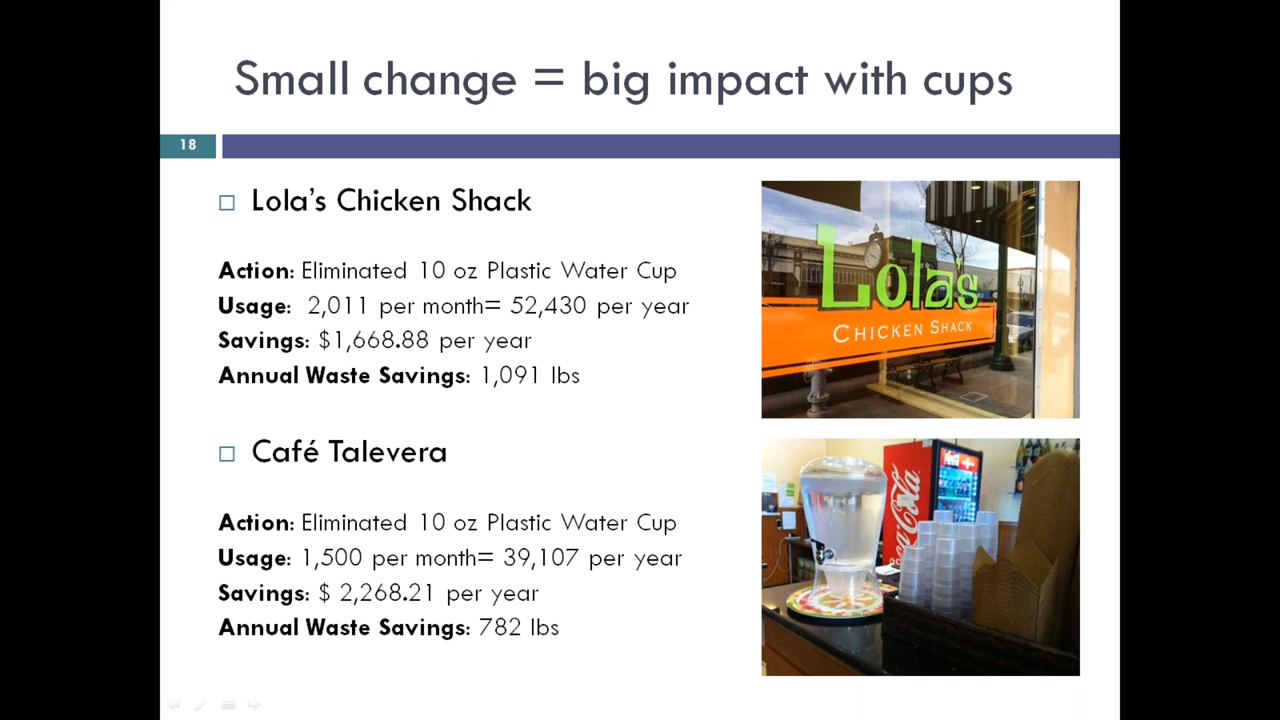 Small change = big impact with cups
18
Lola's Chicken Shack
Action: Eliminated 10 oz Plastic Water Cup
Usage: 2,011 per month= 52,430 per year
Savings: $1,668.88 per year
Annual Waste Savings: 1,091 lbs
Lola's
CHICKEN SHACK
Café Talevera
Action: Eliminated 10 oz Plastic Water Cup
Usage: 1,500 per month= 39,107 per year
Savings: $ 2,268.21 per year
Annual Waste Savings: 782 lbs
Coca-Cola